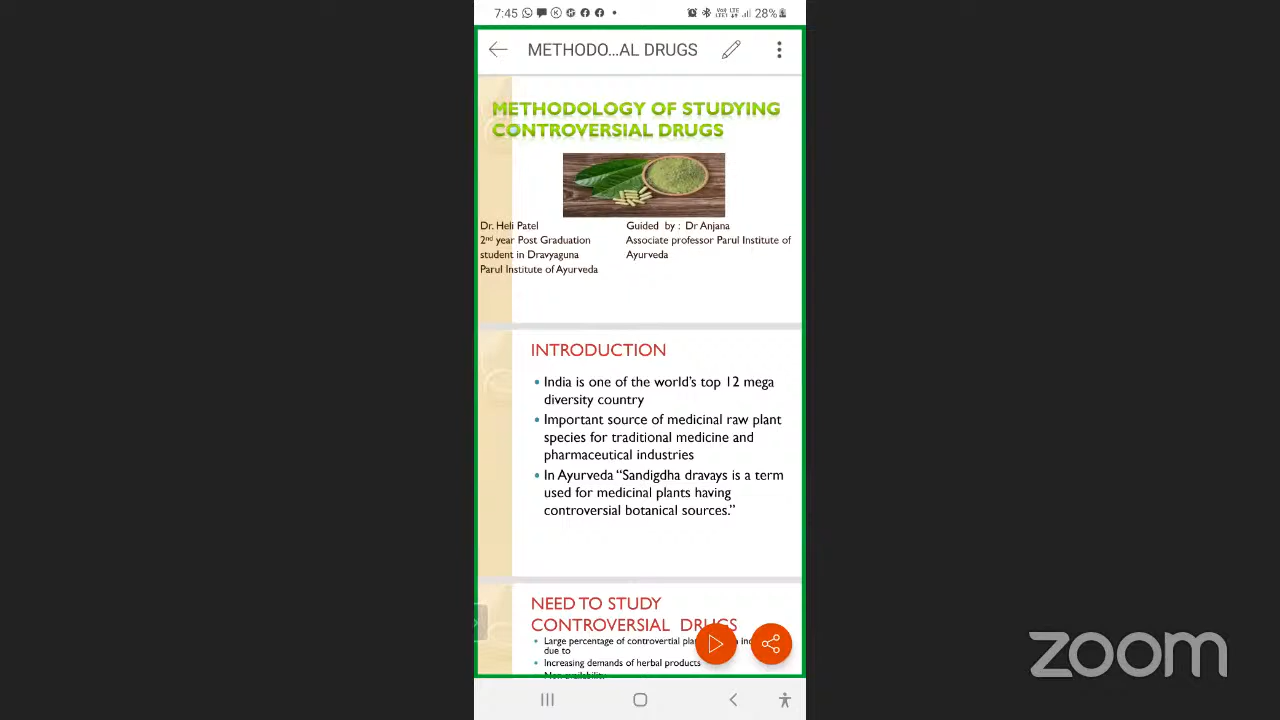 7:45
28%
METHODO...AL DRUGS
METHODOLOGY OF STUDYING
CONTROVERSIAL DRUGS
Dr. Heli Patel
2nd year Post Graduation
student in Dravyaguna
Parul Institute of Ayurveda
Guided by : Dr Anjana
Associate professor Parul Institute of
Ayurveda
INTRODUCTION
• India is one of the world's top 12 mega
diversity country
• Important source of medicinal raw plant
species for traditional medicine and
pharmaceutical industries
• In Ayurveda “Sandigdha dravays is a term
used for medicinal plants having
controversial botanical sources.”
NEED TO STUDY
CONTROVERSIAL DRUGS
• Large percentage of controvertial
due to
• Increasing demands of herbal products
• Non availability
zoom